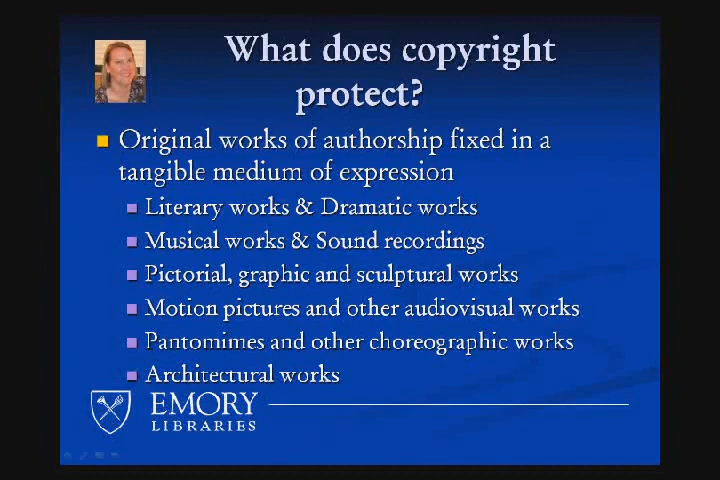 What does copyright
protect?
Original works of authorship fixed in a
tangible medium of expression
Literary works & Dramatic works
Musical works & Sound recordings
Pictorial, graphic and sculptural works
Motion pictures and other audiovisual works
Pantomimes and other choreographic works
Architectural works
EMORY
LIBRARIES